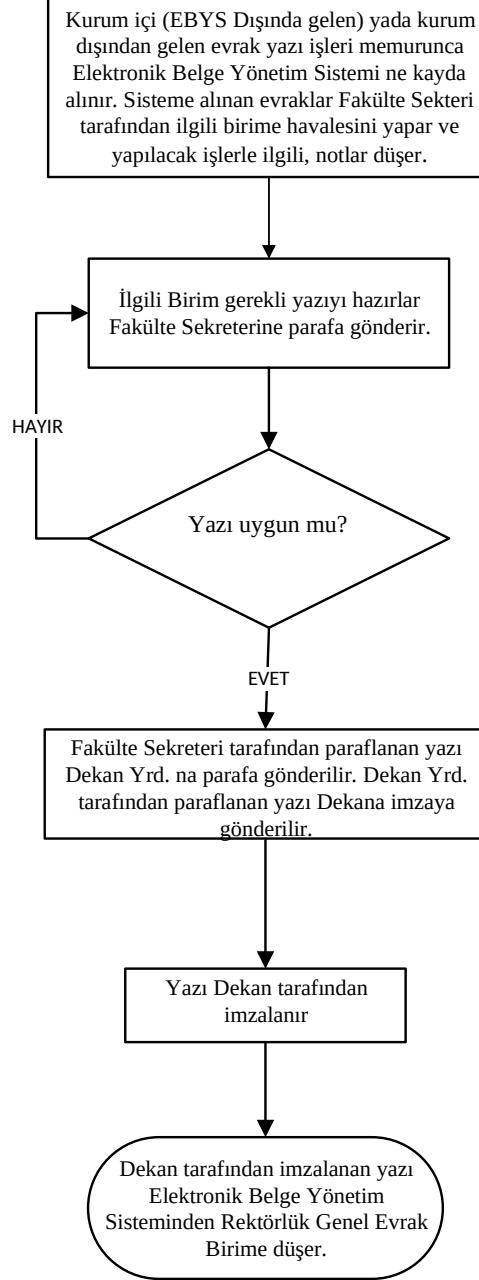 Kurum içi (EBYS Dışında gelen) yada kurum
dışından gelen evrak yazı işleri memurunca
Elektronik Belge Yönetim Sistemi ne kayda
alınır. Sisteme alınan evraklar Fakülte Sekteri
tarafından ilgili birime havalesini yapar ve
yapılacak işlerle ilgili, notlar düşer.
İlgili Birim gerekli yazıyı hazırlar
Fakülte Sekreterine parafa gönderir.
HAYIR
Yazı uygun mu?
EVET
Fakülte Sekreteri tarafından paraflanan yazı
Dekan Yrd. na parafa gönderilir. Dekan Yrd.
tarafından paraflanan yazı Dekana imzaya
gönderilir.
Yazı Dekan tarafından
imzalanır
Dekan tarafından imzalanan yazı
Elektronik Belge Yönetim
Sisteminden Rektörlük Genel Evrak
Birime düşer.